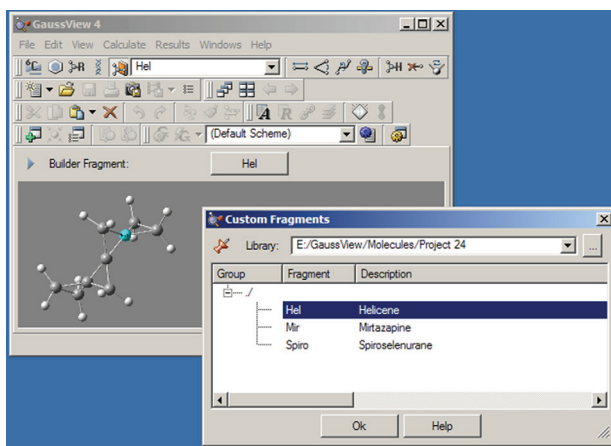 GaussView 4
File Edit View Calculate Results Windows Help
R Hel H
A R
(Default Scheme)
Builder Fragment: Hel
Custom Fragments
Library: E:/GaussView/Molecules/Project 24 ...
Group Fragment Description
./
Hel Helicene
Mir Mirtazapine
Spiro Spiroselenurane
Ok Help